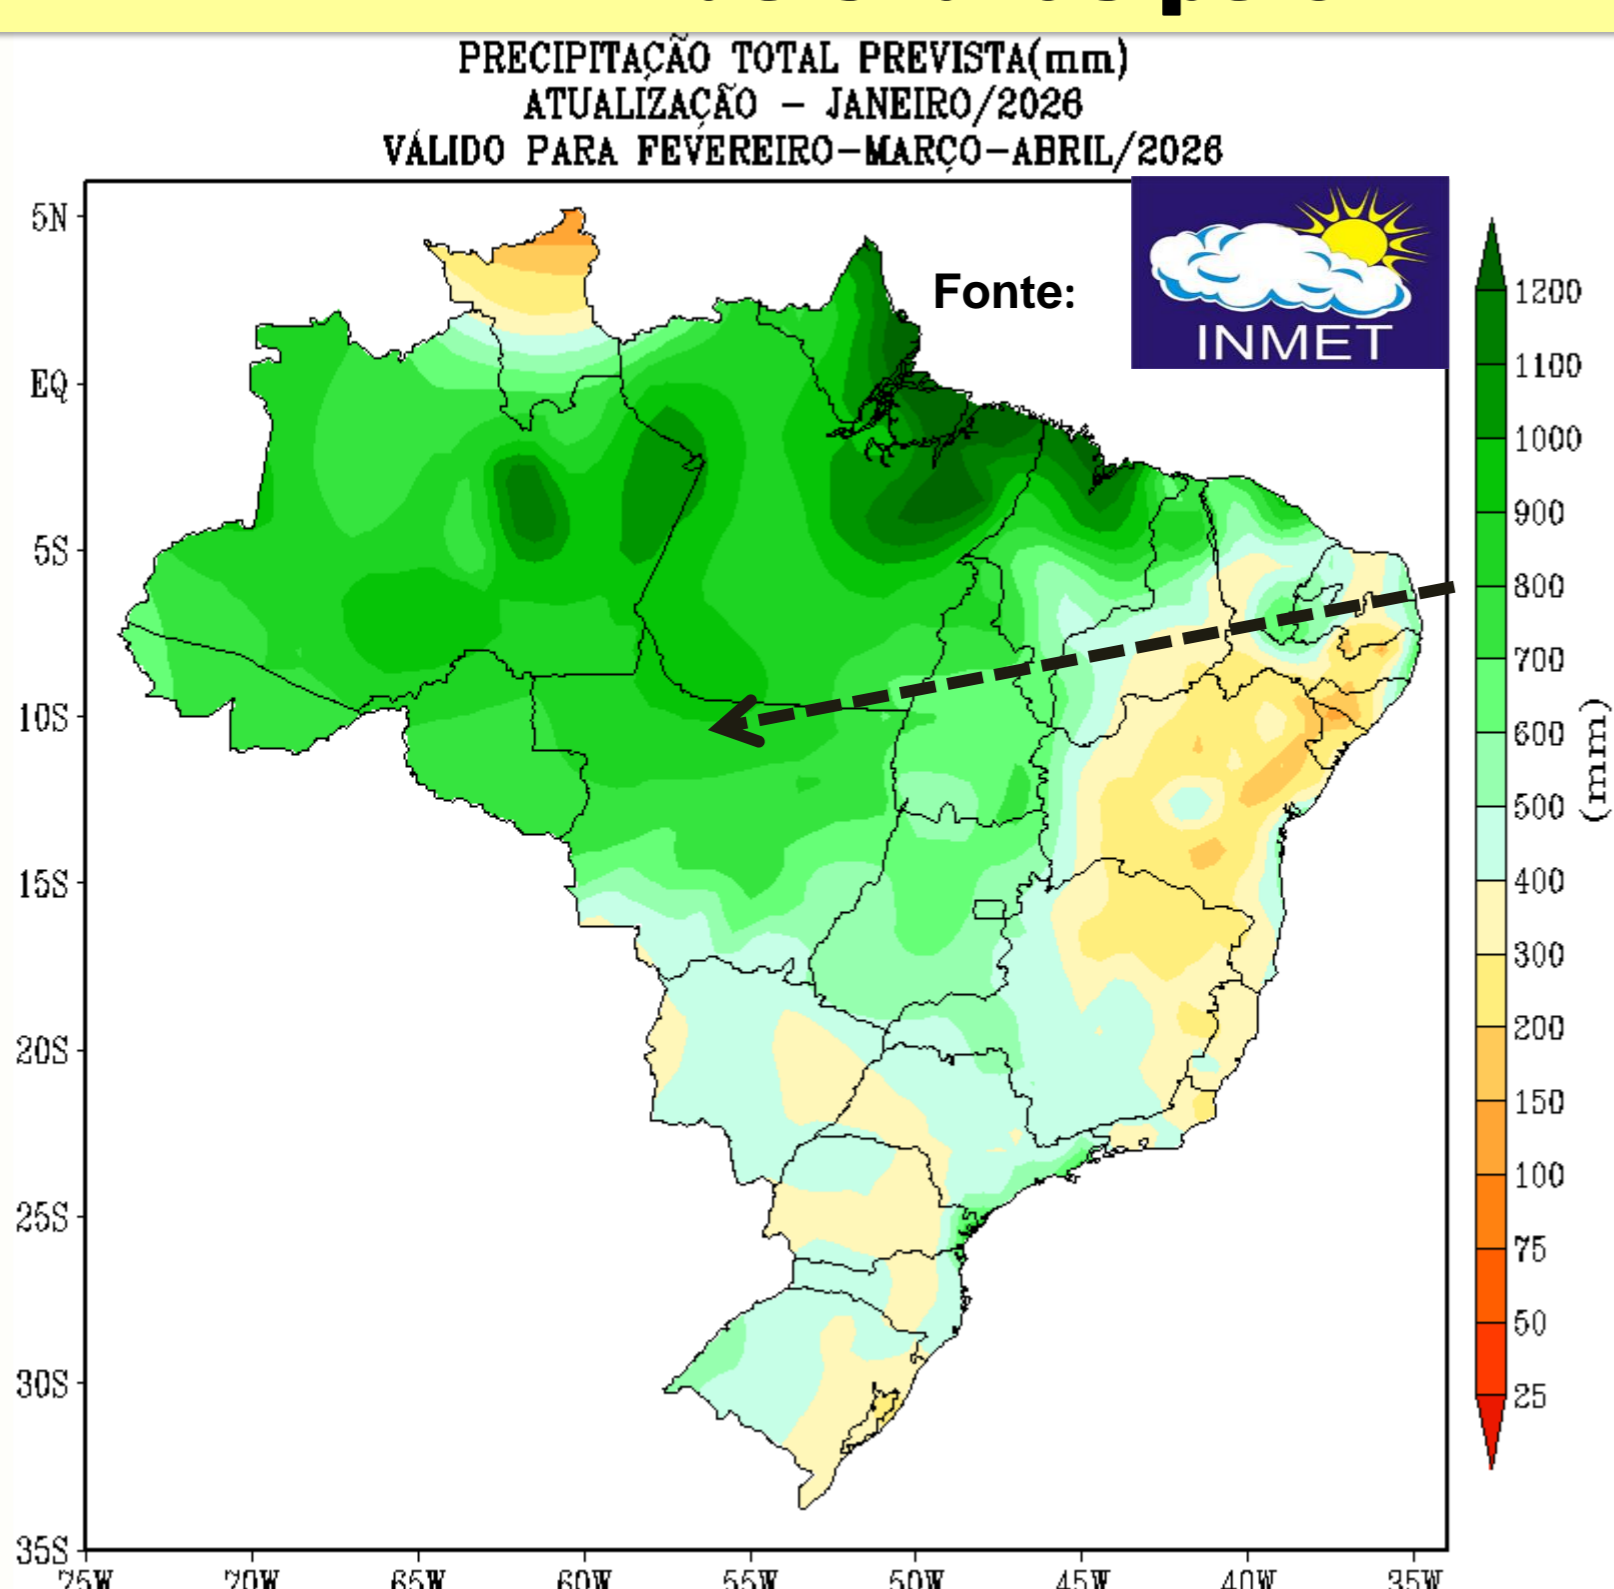 PRECIPITAÇÃO TOTAL PREVISTA(mm)
ATUALIZAÇÃO – JANEIRO/2026
VÁLIDO PARA FEVEREIRO–MARÇO–ABRIL/2026
Fonte:
INMET
5N
EQ
5S
10S
15S
20S
25S
30S
35S
75W 70W 65W 60W 55W 50W 45W 40W 35W
1200
1100
1000
900
800
700
600
500
400
300
200
150
100
75
50
25
(mm)